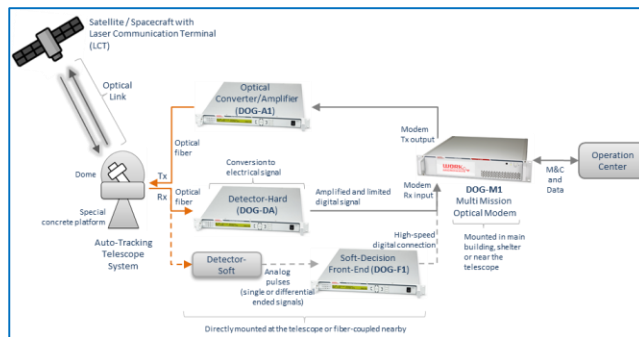 Satellite / Spacecraft with
Laser Communication Terminal
(LCT)
Optical
Link
Optical
Converter/Amplifier
(DOG-A1)
Optical
fiber
Modem
Tx output
Dome
Tx
Rx
Optical
fiber
Conversion to
electrical signal
Detector-Hard
(DOG-DA)
Amplified and limited
digital signal
Modem
Rx input
DOG-M1
Multi Mission
Optical Modem
M&C
and
Data
Operation
Center
Special
concrete platform
Auto-Tracking
Telescope
System
Detector-Soft
Analog
pulses
(single or differential
ended signals)
High-speed
digital connection
Soft-Decision
Front-End (DOG-F1)
Mounted in main
building, shelter
or near the
telescope
Directly mounted at the telescope or fiber-coupled nearby